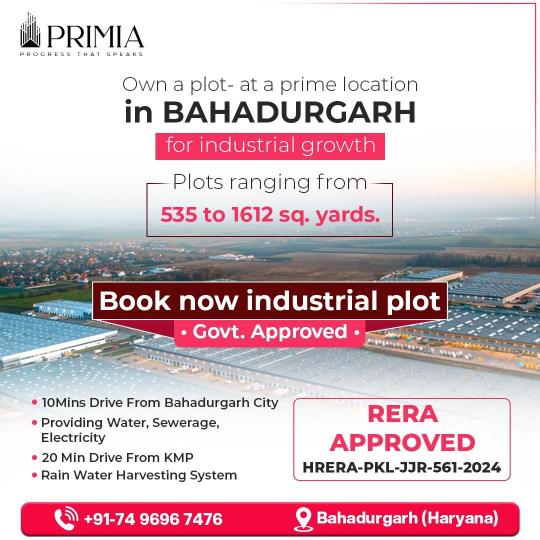 PRIMIA
PROGRESS THAT SPEAKS
Own a plot- at a prime location
in BAHADURGARH
for industrial growth
Plots ranging from
535 to 1612 sq. yards.
Book now industrial plot
• Govt. Approved •
• 10Mins Drive From Bahadurgarh City
• Providing Water, Sewerage,
Electricity
• 20 Min Drive From KMP
• Rain Water Harvesting System
RERA
APPROVED
HRERA-PKL-JJR-561-2024
+91-74 9696 7476
Bahadurgarh (Haryana)